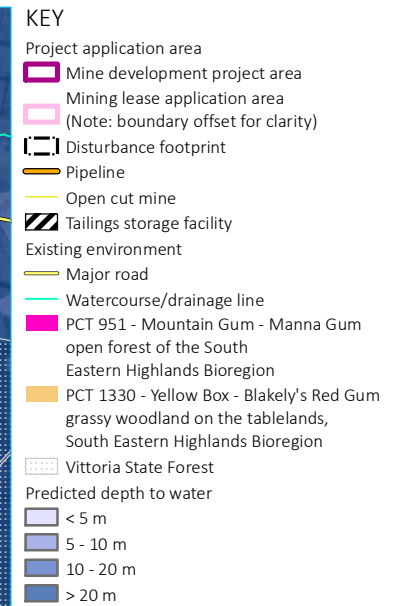 KEY
Project application area
Mine development project area
Mining lease application area
(Note: boundary offset for clarity)
Disturbance footprint
Pipeline
Open cut mine
Tailings storage facility
Existing environment
Major road
Watercourse/drainage line
PCT 951 - Mountain Gum - Manna Gum
open forest of the South
Eastern Highlands Bioregion
PCT 1330 - Yellow Box - Blakely's Red Gum
grassy woodland on the tablelands,
South Eastern Highlands Bioregion
Vittoria State Forest
Predicted depth to water
< 5 m
5 - 10 m
10 - 20 m
> 20 m